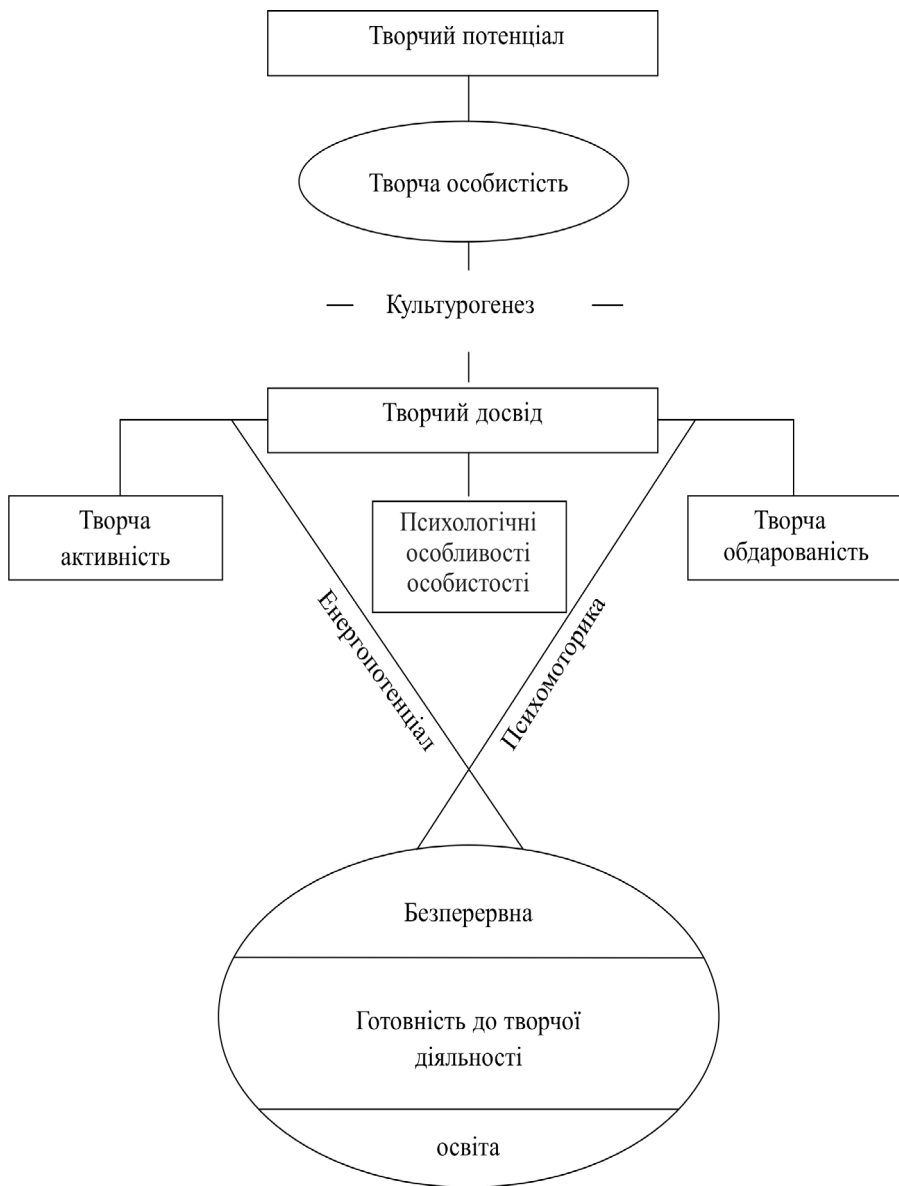 Творчий потенціал
Творча особистість
Культурогенез
Творчий досвід
Творча
активність
Психологічні
особливості
особистості
Творча
обдарованість
Енергопотенціал
Психомоторика
Безперервна
Готовність до творчої
діяльності
освіта